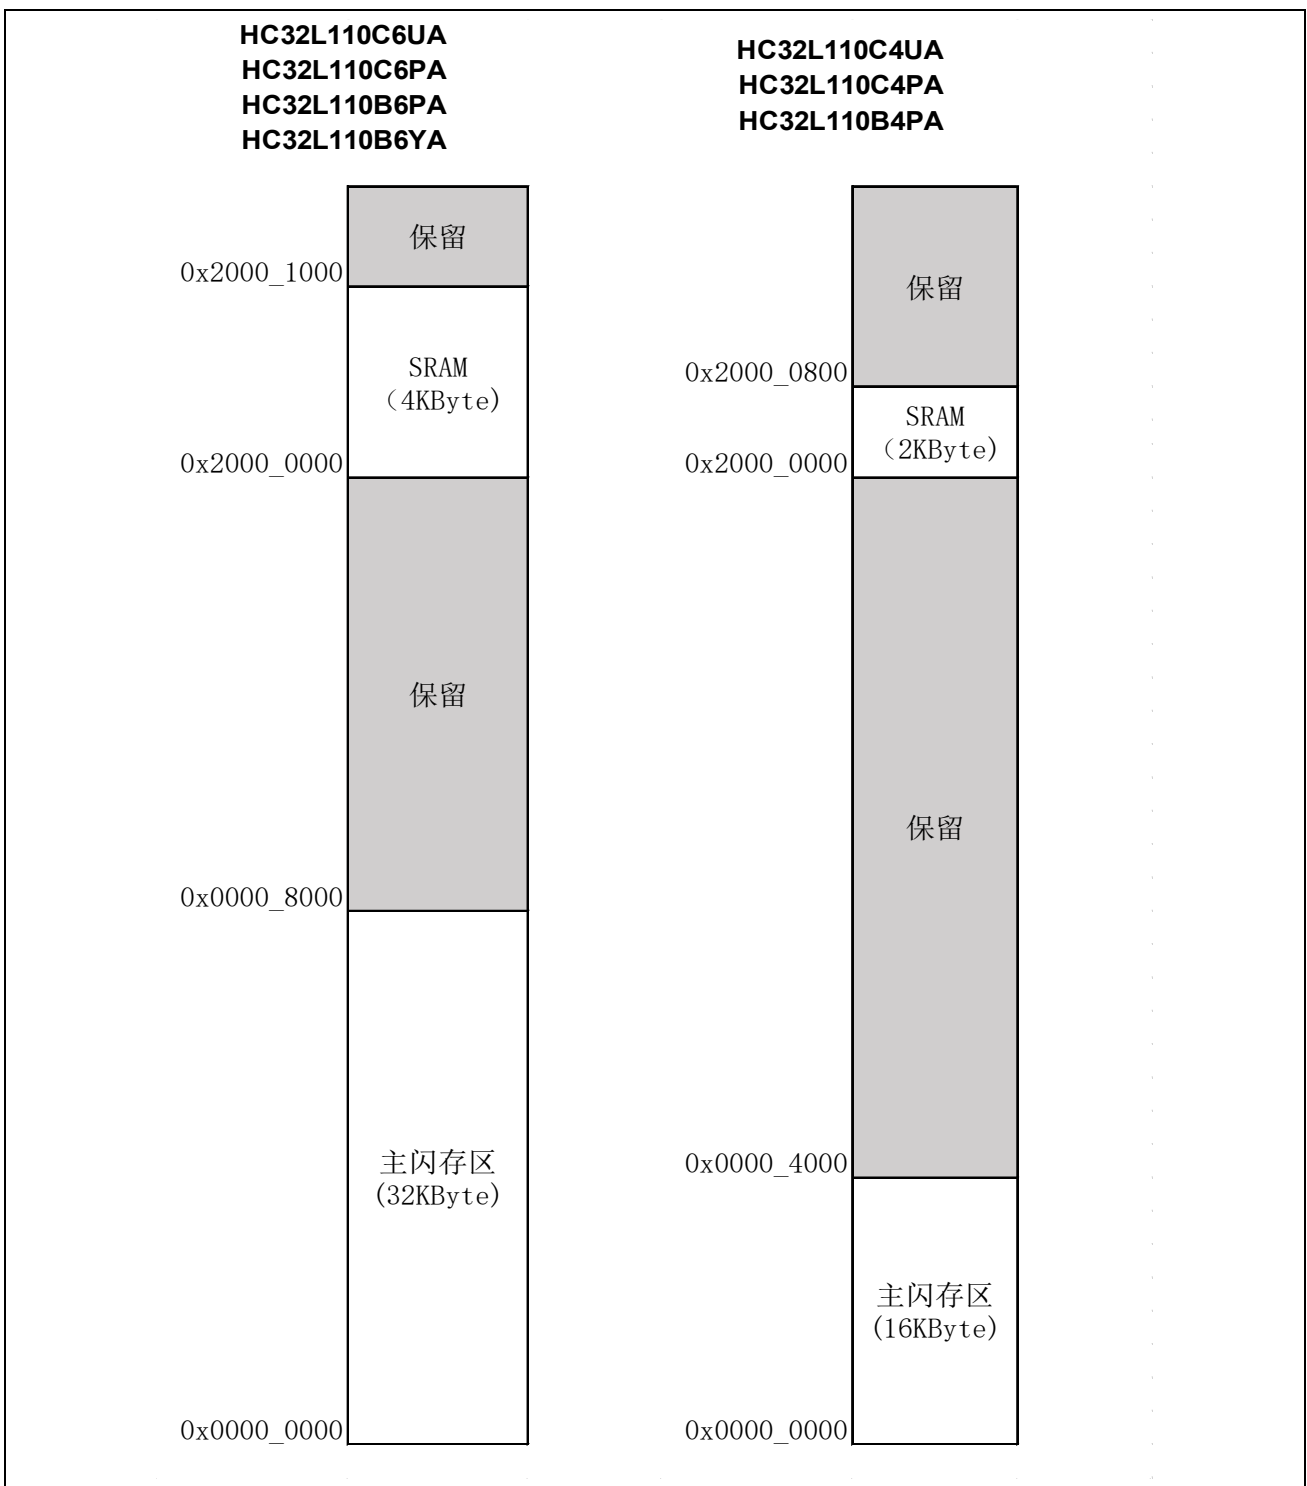 HC32L110C6UA
HC32L110C6PA
HC32L110B6PA
HC32L110B6YA
保留
0x2000_1000
SRAM
（4KByte)
0x2000_0000
保留
0x0000_8000
主闪存区
(32KByte)
0x0000_0000
HC32L110C4UA
HC32L110C4PA
HC32L110B4PA
保留
0x2000_0800
SRAM
（2KByte)
0x2000_0000
保留
0x0000_4000
主闪存区
(16KByte)
0x0000_0000